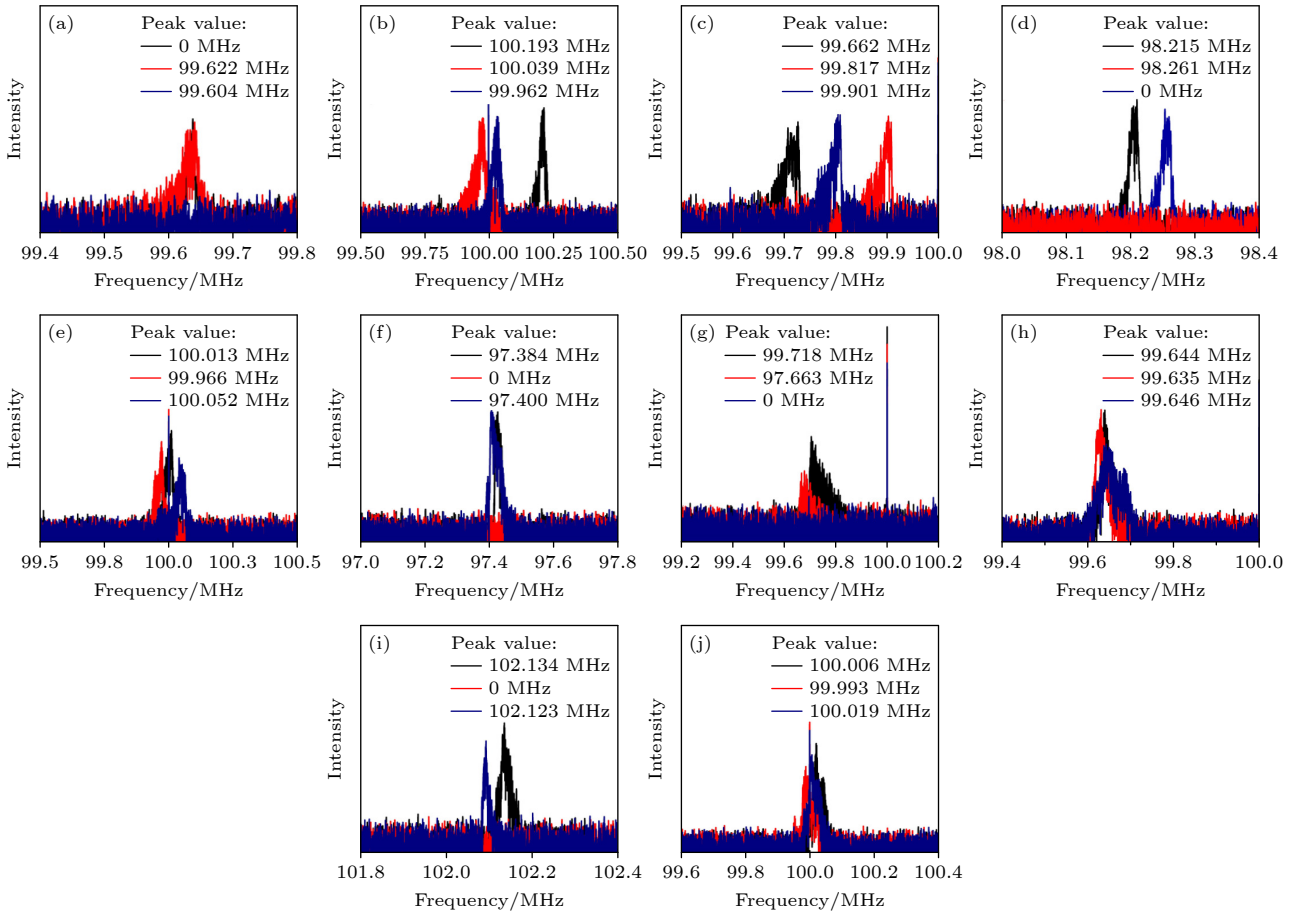 (a) Peak value:
0 MHz
99.622 MHz
99.604 MHz
Intensity
99.4 99.5 99.6 99.7 99.8
Frequency/MHz
(b) Peak value:
100.193 MHz
100.039 MHz
99.962 MHz
Intensity
99.50 99.75 100.00 100.25 100.50
Frequency/MHz
(c) Peak value:
99.662 MHz
99.817 MHz
99.901 MHz
Intensity
99.5 99.6 99.7 99.8 99.9 100.0
Frequency/MHz
(d) Peak value:
98.215 MHz
98.261 MHz
0 MHz
Intensity
98.0 98.1 98.2 98.3 98.4
Frequency/MHz
(e) Peak value:
100.013 MHz
99.966 MHz
100.052 MHz
Intensity
99.5 99.8 100.0 100.3 100.5
Frequency/MHz
(f) Peak value:
97.384 MHz
0 MHz
97.400 MHz
Intensity
97.0 97.2 97.4 97.6 97.8
Frequency/MHz
(g) Peak value:
99.718 MHz
97.663 MHz
0 MHz
Intensity
99.2 99.4 99.6 99.8 100.0 100.2
Frequency/MHz
(h) Peak value:
99.644 MHz
99.635 MHz
99.646 MHz
Intensity
99.4 99.6 99.8 100.0
Frequency/MHz
(i) Peak value:
102.134 MHz
0 MHz
102.123 MHz
Intensity
101.8 102.0 102.2 102.4
Frequency/MHz
(j) Peak value:
100.006 MHz
99.993 MHz
100.019 MHz
Intensity
99.6 99.8 100.0 100.2 100.4
Frequency/MHz